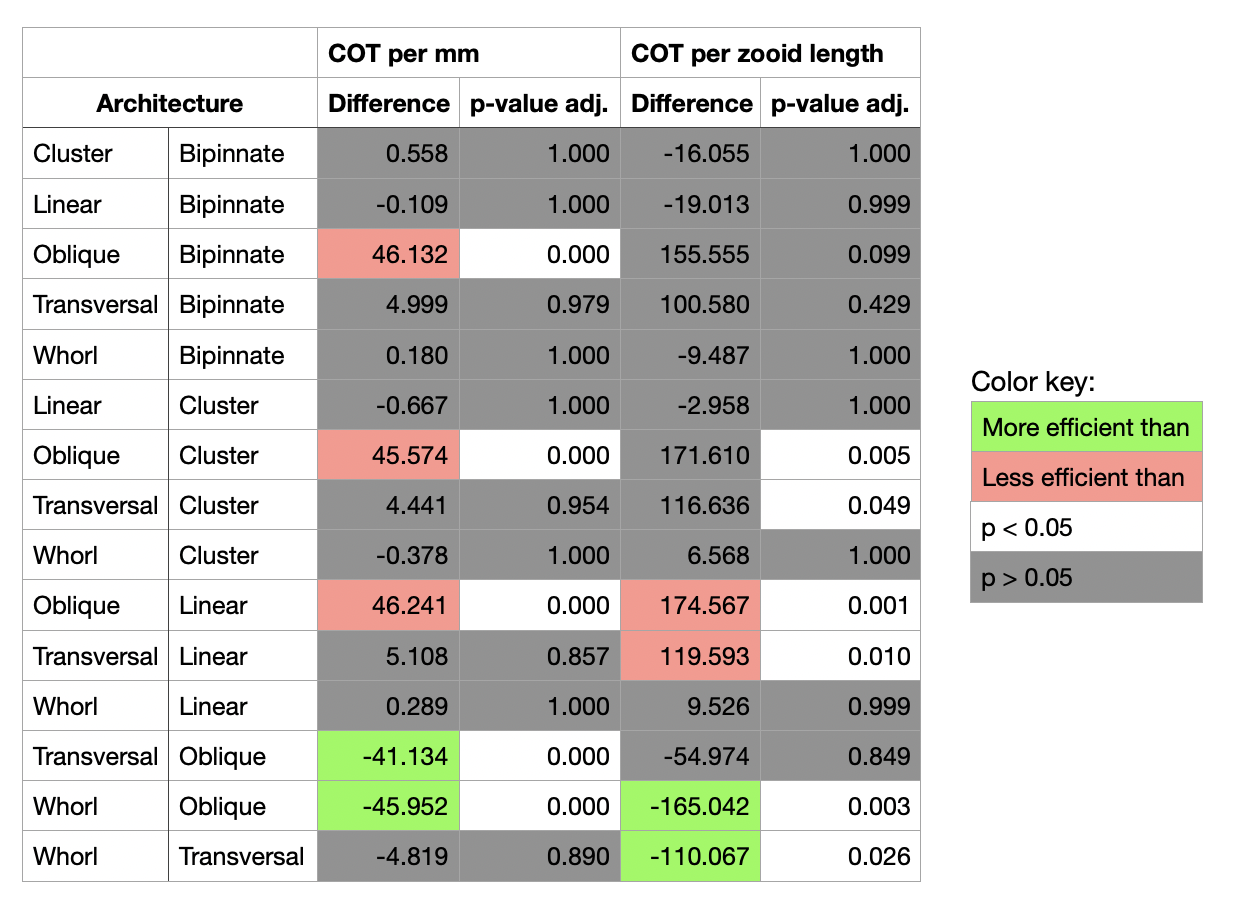 COT per mm COT per zooid length
Architecture Difference p-value adj. Difference p-value adj.
Cluster Bipinnate 0.558 1.000 -16.055 1.000
Linear Bipinnate -0.109 1.000 -19.013 0.999
Oblique Bipinnate 46.132 0.000 155.555 0.099
Transversal Bipinnate 4.999 0.979 100.580 0.429
Whorl Bipinnate 0.180 1.000 -9.487 1.000
Linear Cluster -0.667 1.000 -2.958 1.000
Oblique Cluster 45.574 0.000 171.610 0.005
Transversal Cluster 4.441 0.954 116.636 0.049
Whorl Cluster -0.378 1.000 6.568 1.000
Oblique Linear 46.241 0.000 174.567 0.001
Transversal Linear 5.108 0.857 119.593 0.010
Whorl Linear 0.289 1.000 9.526 0.999
Transversal Oblique -41.134 0.000 -54.974 0.849
Whorl Oblique -45.952 0.000 -165.042 0.003
Whorl Transversal -4.819 0.890 -110.067 0.026
Color key:
More efficient than
Less efficient than
p < 0.05
p > 0.05